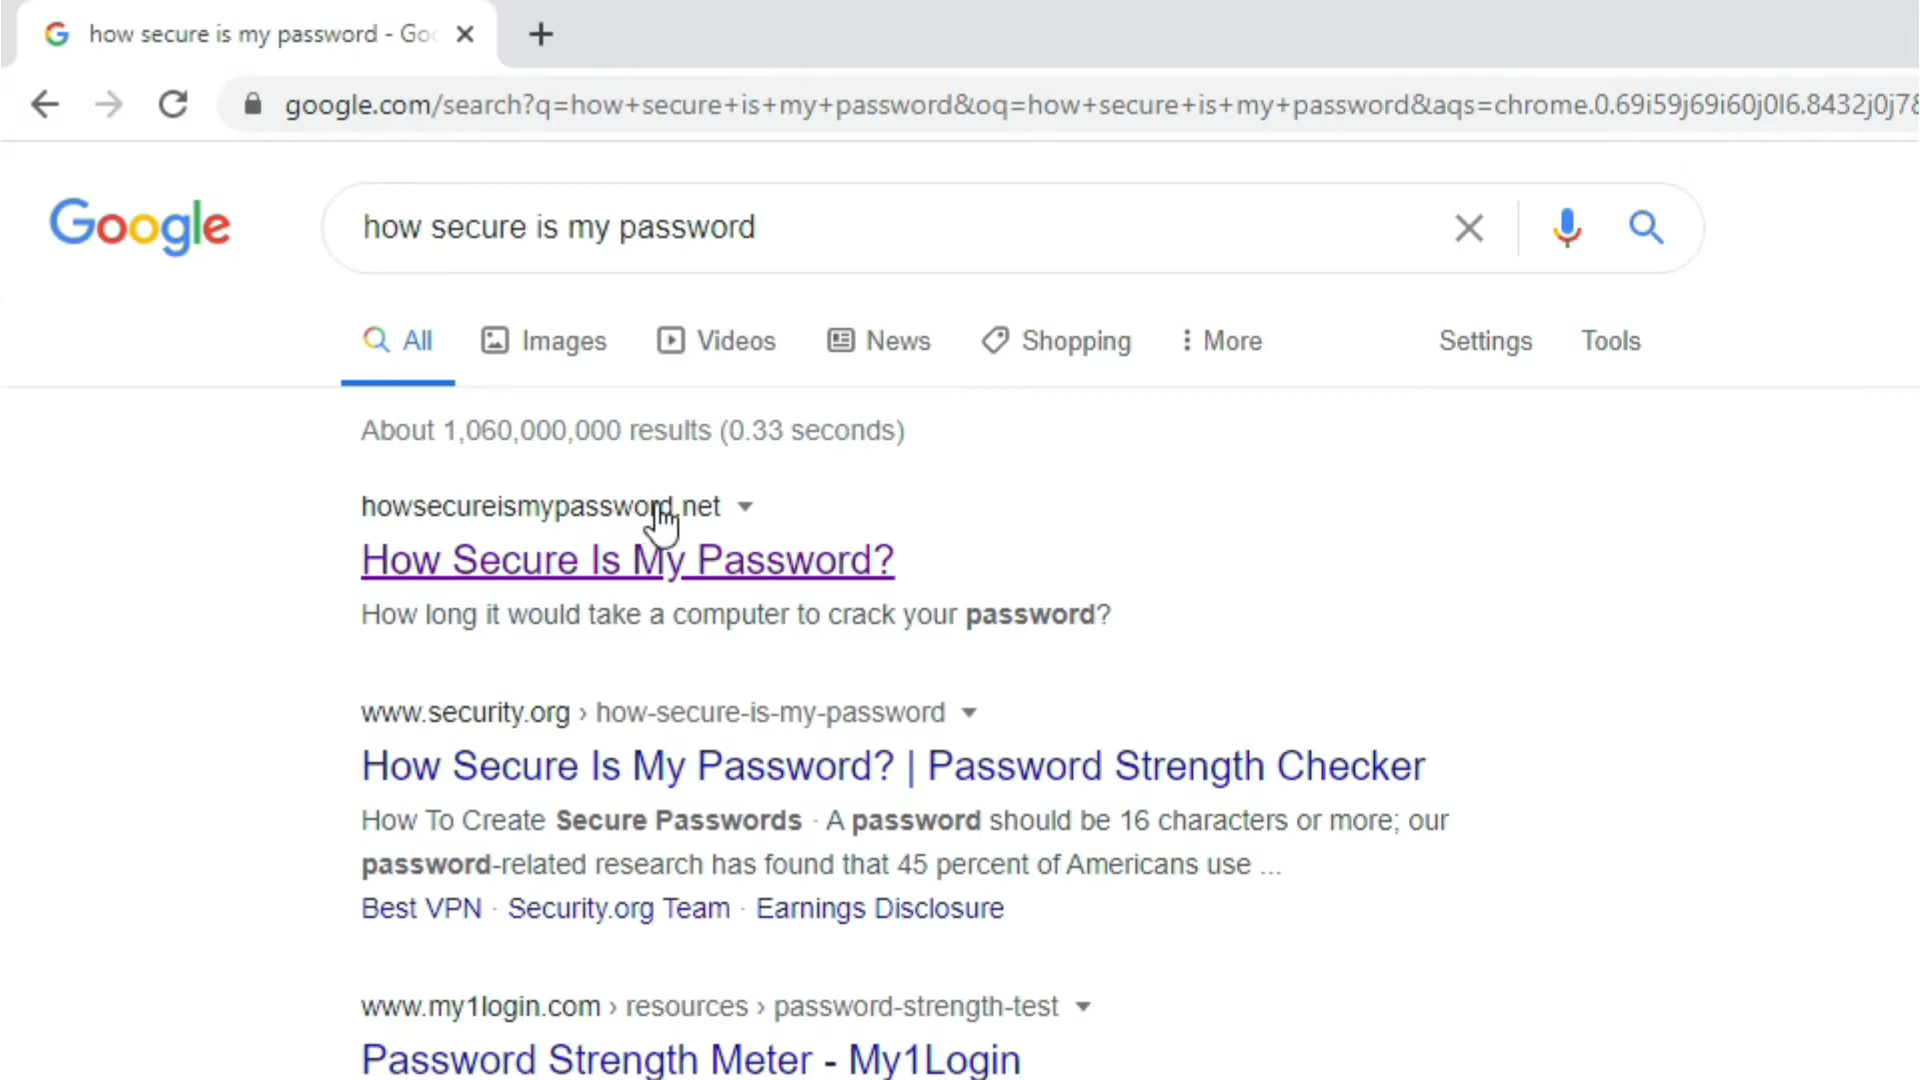 how secure is my password - Goo
google.com/search?q=how+secure+is+my+password&oq=how+secure+is+my+password&aqs=chrome.0.69i59j69i60j0l6.8432j0j7&
Google
how secure is my password
All Images Videos News Shopping More Settings Tools
About 1,060,000,000 results (0.33 seconds)
howsecureismypassword.net
How Secure Is My Password?
How long it would take a computer to crack your password?
www.security.org › how-secure-is-my-password
How Secure Is My Password? | Password Strength Checker
How To Create Secure Passwords · A password should be 16 characters or more; our
password-related research has found that 45 percent of Americans use ...
Best VPN · Security.org Team · Earnings Disclosure
www.my1login.com › resources › password-strength-test
Password Strength Meter - My1Login